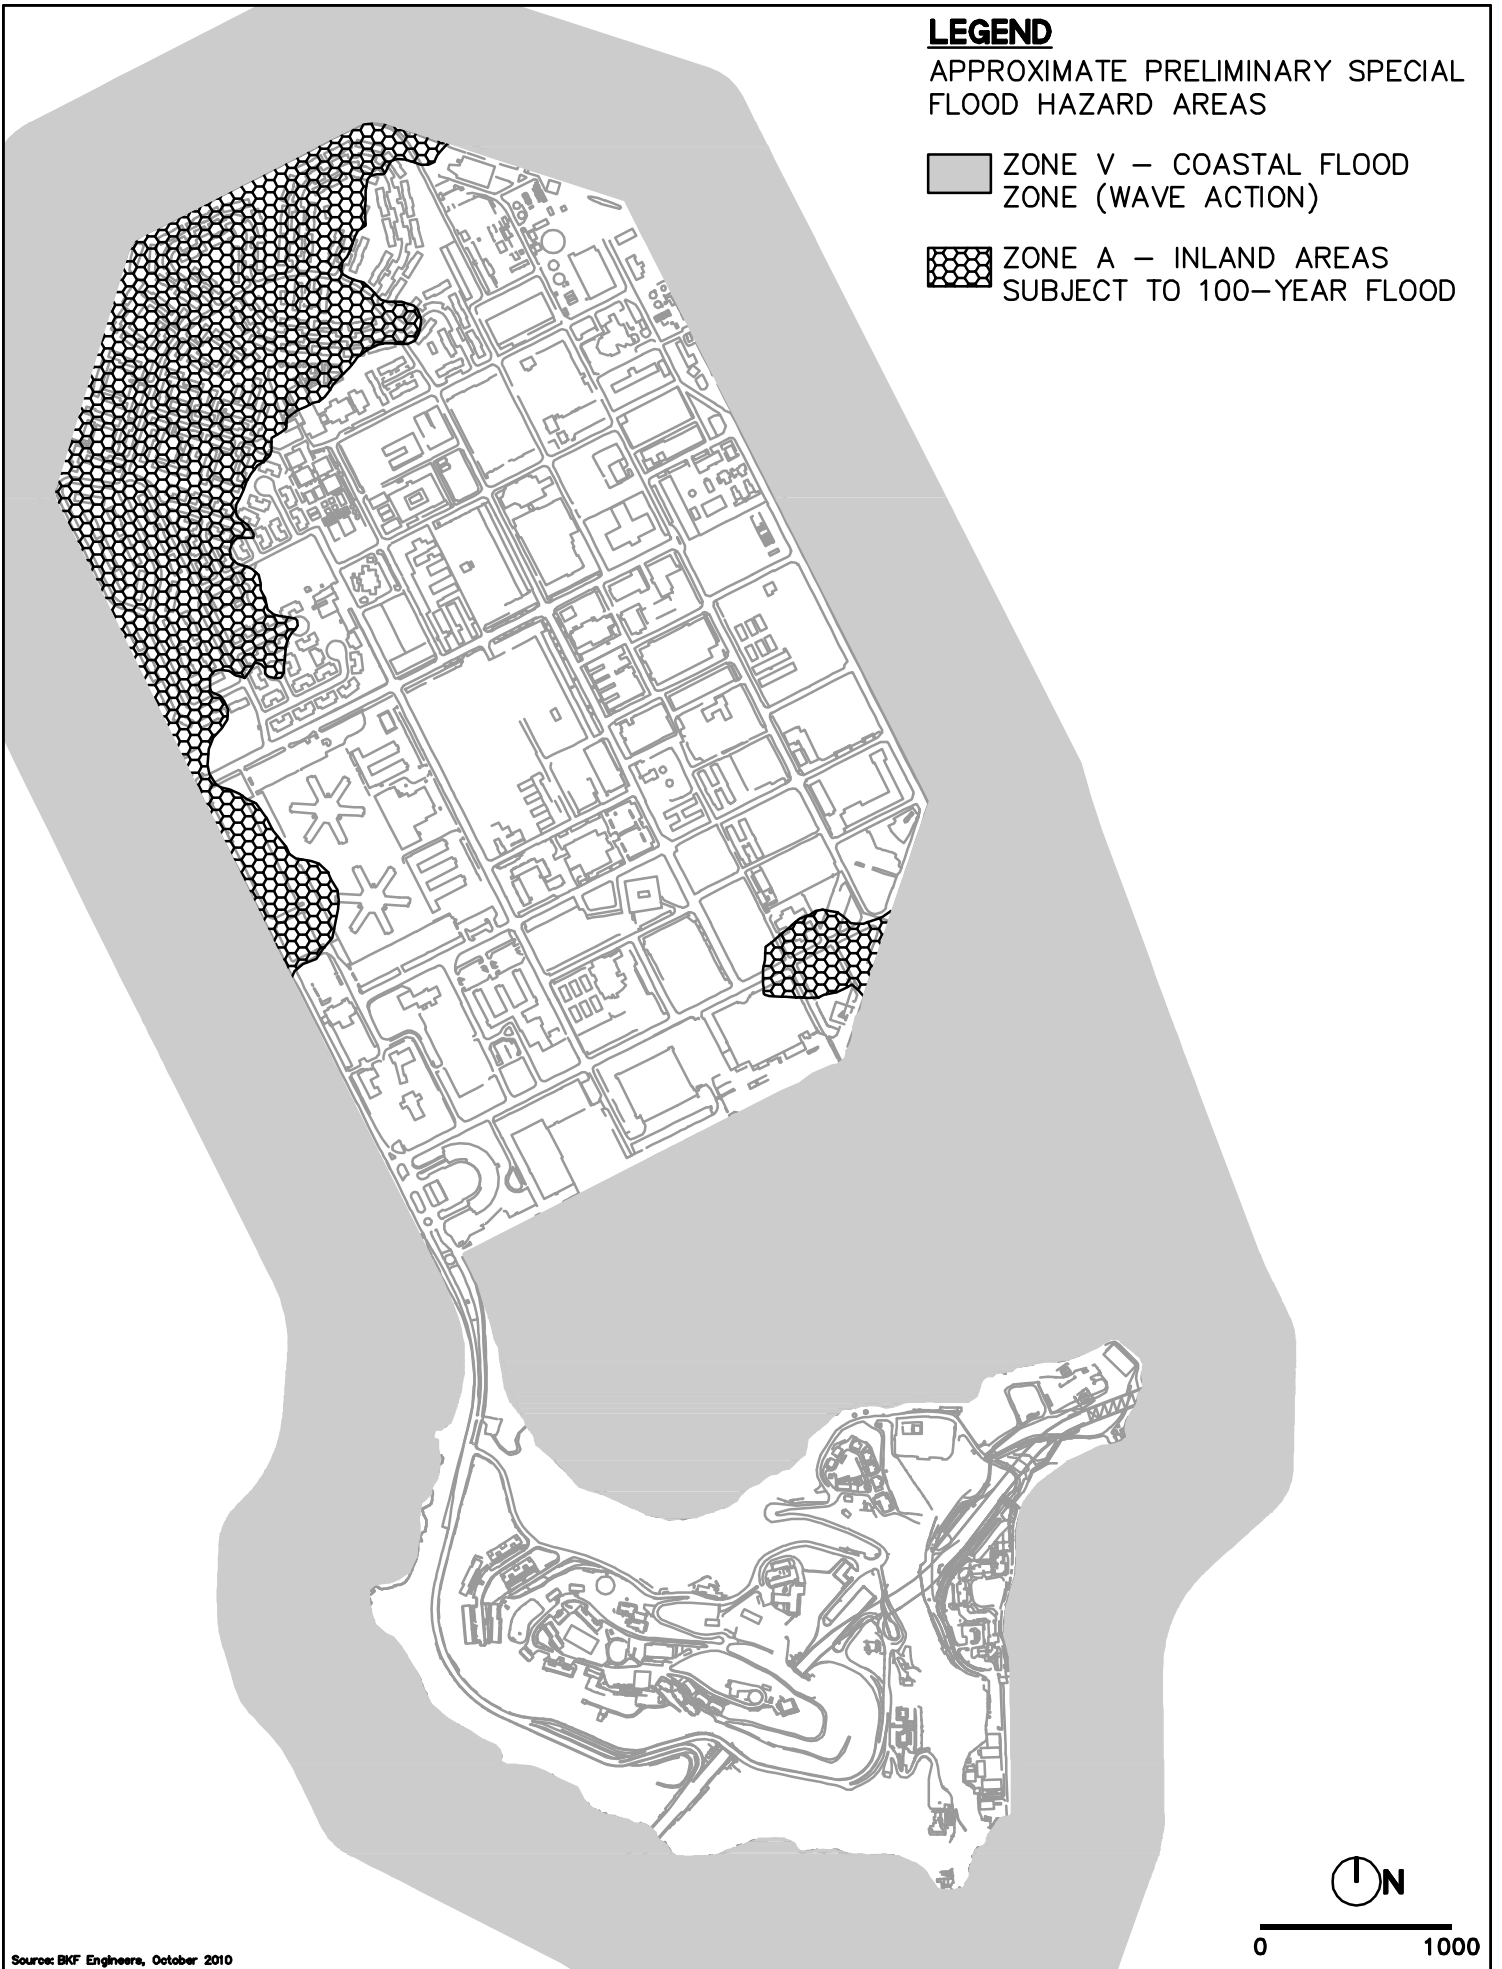 LEGEND
APPROXIMATE PRELIMINARY SPECIAL
FLOOD HAZARD AREAS
ZONE V – COASTAL FLOOD
ZONE (WAVE ACTION)
ZONE A – INLAND AREAS
SUBJECT TO 100–YEAR FLOOD
N
0 1000
Source: BKF Engineers, October 2010